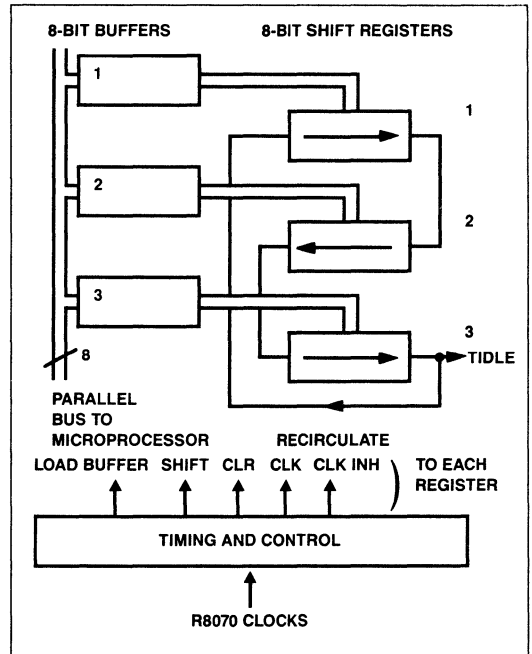 8-BIT BUFFERS 8-BIT SHIFT REGISTERS
1
1
2
2
3
3
8
TIDLE
PARALLEL
BUS TO
MICROPROCESSOR
RECIRCULATE
LOAD BUFFER SHIFT CLR CLK CLK INH
TO EACH
REGISTER
TIMING AND CONTROL
R8070 CLOCKS